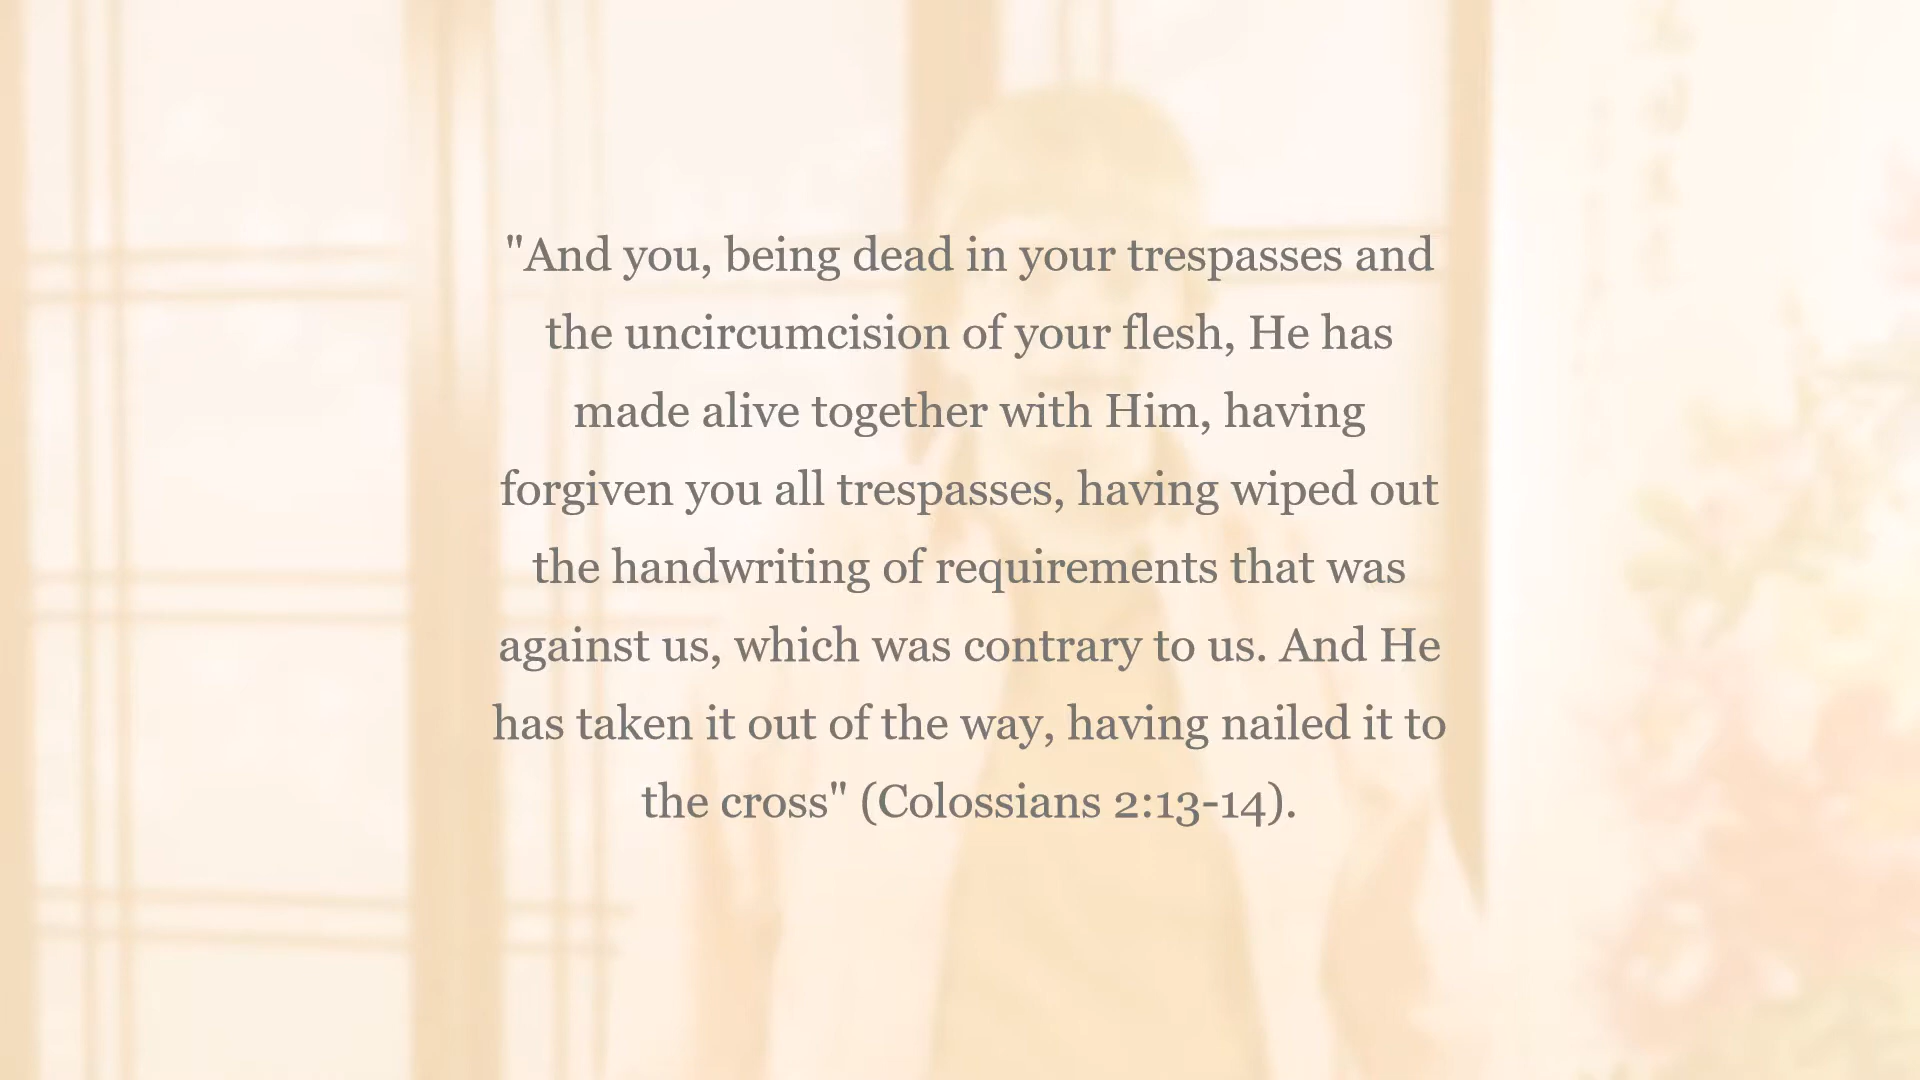 "And you, being dead in your trespasses and
the uncircumcision of your flesh, He has
made alive together with Him, having
forgiven you all trespasses, having wiped out
the handwriting of requirements that was
against us, which was contrary to us. And He
has taken it out of the way, having nailed it to
the cross" (Colossians 2:13-14).